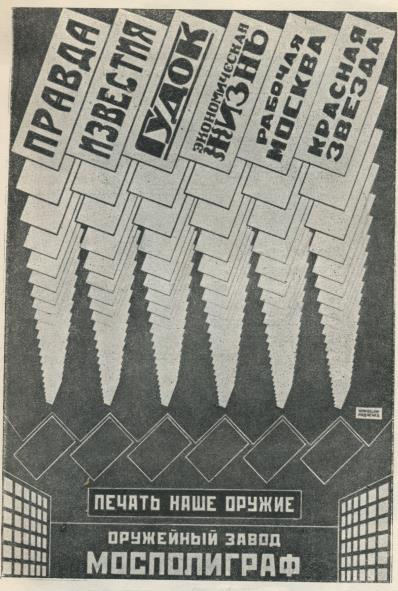 ПРАВДА
ИЗВЕСТИЯ
ГУДОК
ЭКОНОМИЧЕСКАЯ
ЖИЗНЬ
РАБОЧАЯ
МОСКВА
КРАСНАЯ
ЗВЕЗДА
ПЕЧАТЬ НАШЕ ОРУЖИЕ
ОРУЖЕЙНЫЙ ЗАВОД
МОСПОЛИГРАФ